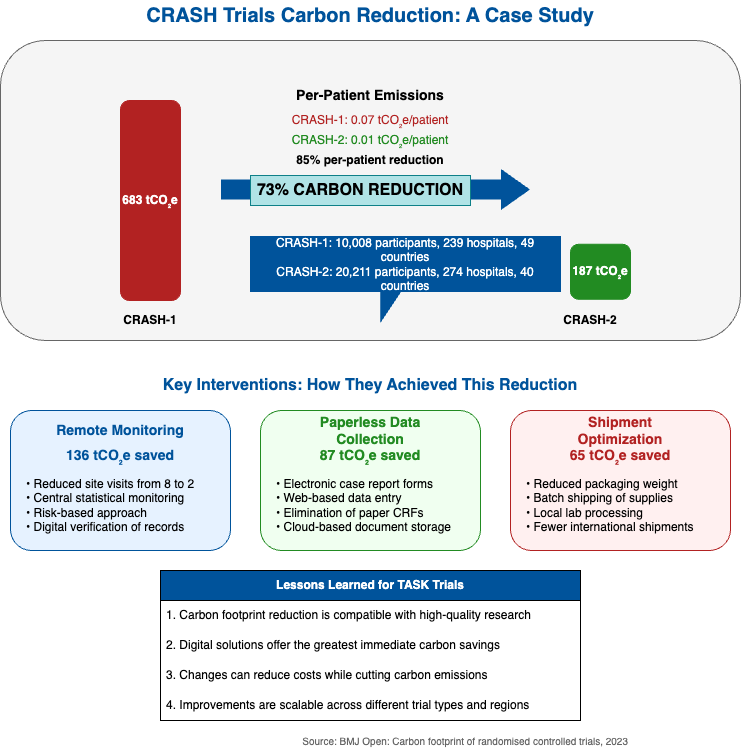 CRASH Trials Carbon Reduction: A Case Study
Per-Patient Emissions
CRASH-1: 0.07 tCO₂e/patient
CRASH-2: 0.01 tCO₂e/patient
85% per-patient reduction
73% CARBON REDUCTION
683 tCO₂e
CRASH-1: 10,008 participants, 239 hospitals, 49
countries
CRASH-2: 20,211 participants, 274 hospitals, 40
countries
187 tCO₂e
CRASH-1
CRASH-2
Key Interventions: How They Achieved This Reduction
Remote Monitoring
136 tCO₂e saved
• Reduced site visits from 8 to 2
• Central statistical monitoring
• Risk-based approach
• Digital verification of records
Paperless Data
Collection
87 tCO₂e saved
• Electronic case report forms
• Web-based data entry
• Elimination of paper CRFs
• Cloud-based document storage
Shipment
Optimization
65 tCO₂e saved
• Reduced packaging weight
• Batch shipping of supplies
• Local lab processing
• Fewer international shipments
Lessons Learned for TASK Trials
1. Carbon footprint reduction is compatible with high-quality research
2. Digital solutions offer the greatest immediate carbon savings
3. Changes can reduce costs while cutting carbon emissions
4. Improvements are scalable across different trial types and regions
Source: BMJ Open: Carbon footprint of randomised controlled trials, 2023